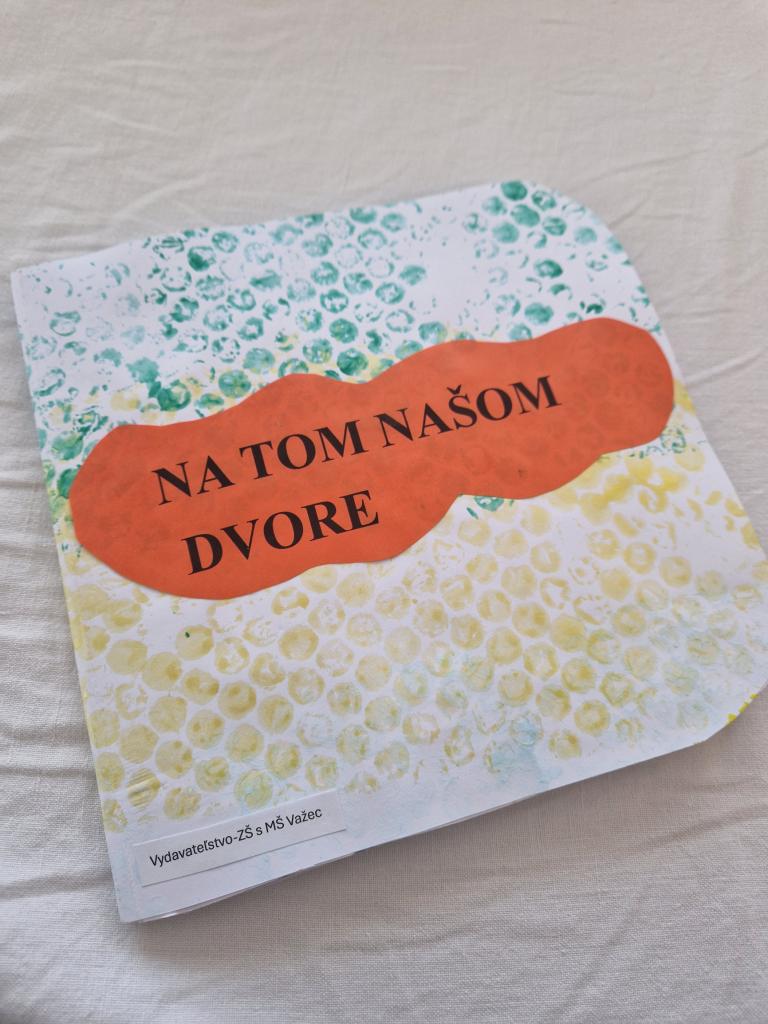 NA TOM NAŠOM
DVORE
Vydavateľstvo-ZŠ s MŠ Važec